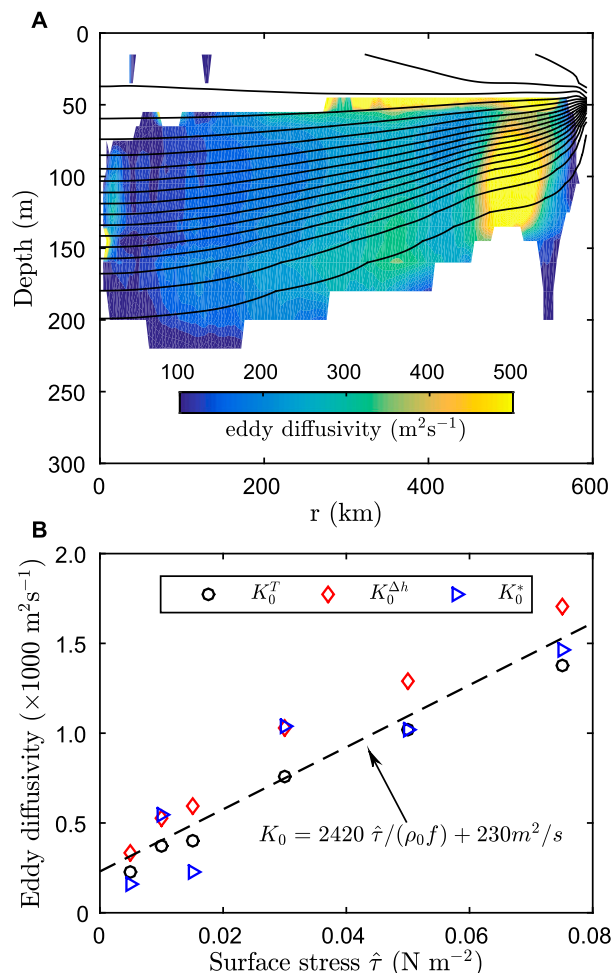 A
0
50
100
150
200
250
300
Depth (m)
100 200 300 400 500
eddy diffusivity (m²s⁻¹)
0 200 400 600
r (km)
B
2.0
1.5
1.0
0.5
0
Eddy diffusivity (×1000 m²s⁻¹)
K₀ᵀ K₀^Δh K₀*
K₀ = 2420 τ̂/(ρ₀f) + 230m²/s
0 0.02 0.04 0.06 0.08
Surface stress τ̂ (N m⁻²)